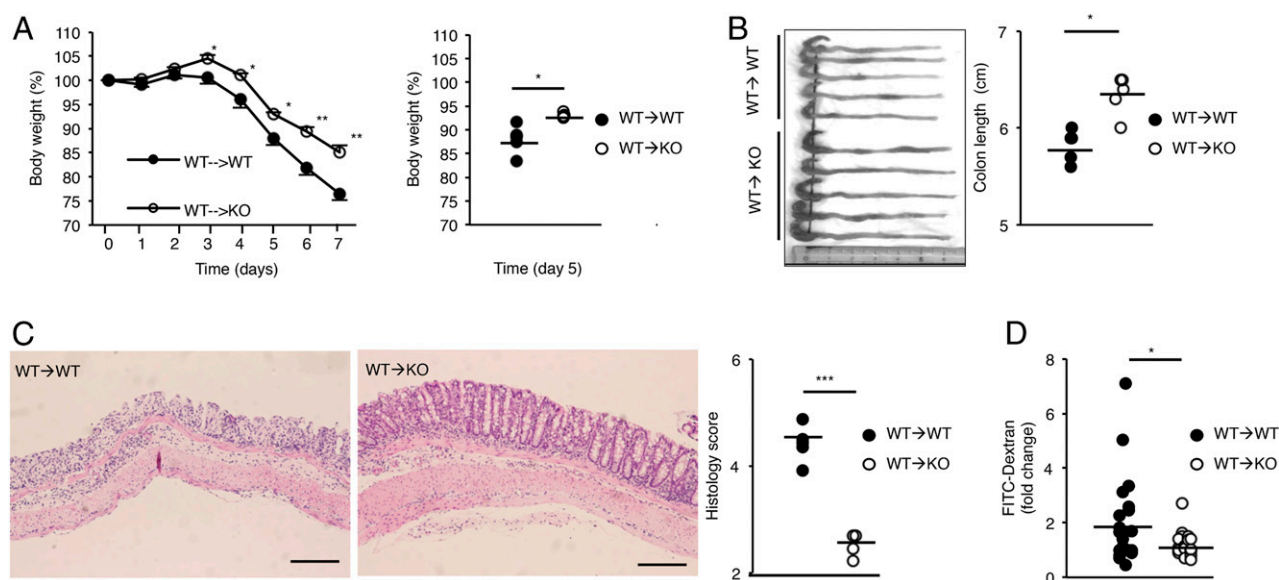 A
Body weight (%)
110
105
100
95
90
85
80
75
70
*
*
*
**
**
WT-->WT
WT-->KO
0 1 2 3 4 5 6 7
Time (days)
Body weight (%)
110
105
100
95
90
85
80
75
70
*
WT→WT
WT→KO
Time (day 5)
B
WT→WT
WT→KO
Colon length (cm)
7
6
5
*
WT→WT
WT→KO
C
WT→WT
WT→KO
Histology score
6
4
2
***
WT→WT
WT→KO
D
FITC-Dextran
(fold change)
8
6
4
2
0
*
WT→WT
WT→KO